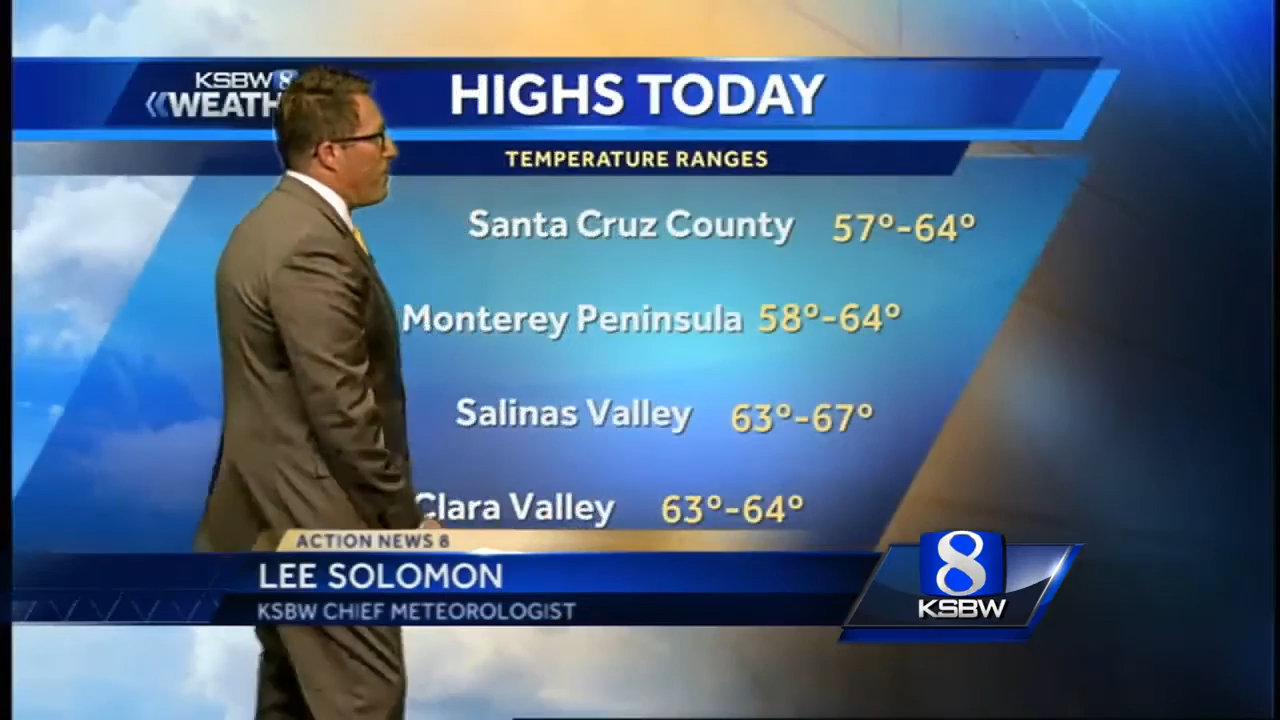 KSBW 8
WEATH
HIGHS TODAY
TEMPERATURE RANGES
Santa Cruz County 57°-64°
Monterey Peninsula 58°-64°
Salinas Valley 63°-67°
Clara Valley 63°-64°
ACTION NEWS 8
LEE SOLOMON
KSBW CHIEF METEOROLOGIST
8
KSBW